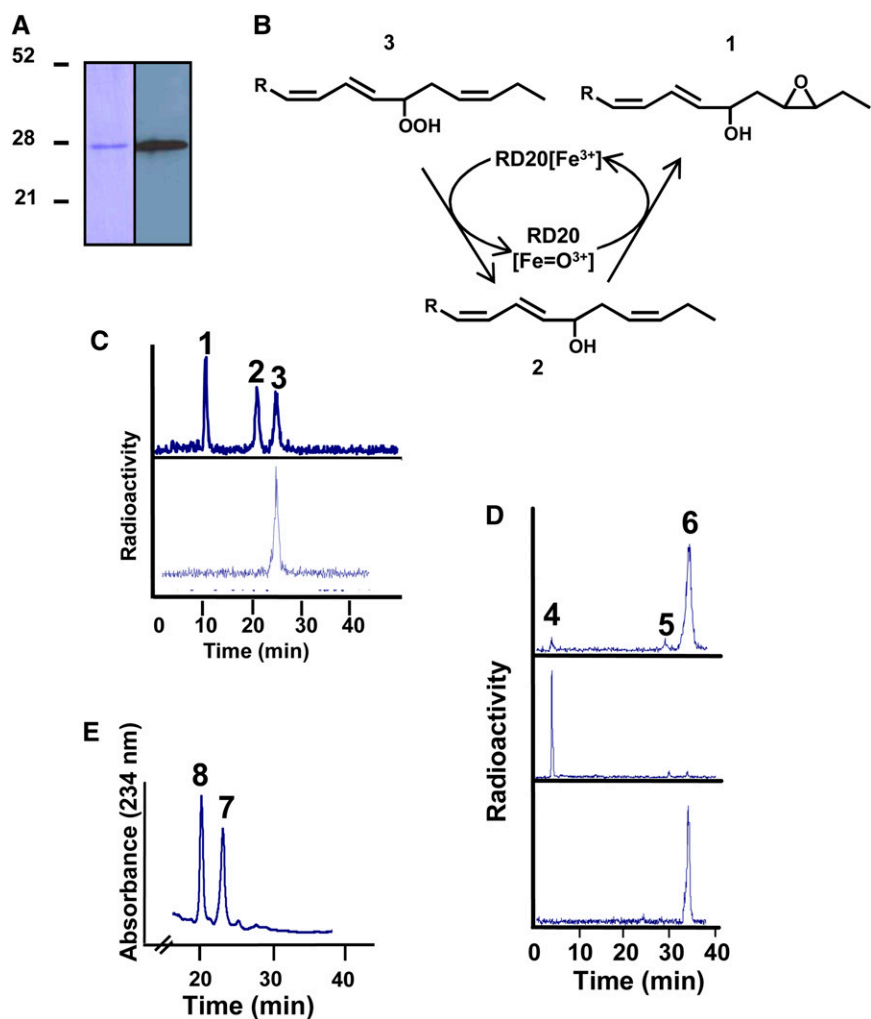 A
52
28
21
B
3
1
R
OOH
R
O
OH
RD20[Fe³⁺]
RD20
[Fe=O³⁺]
R
OH
2
C
1
2
3
Radioactivity
0 10 20 30 40
Time (min)
D
4
5
6
Radioactivity
0 10 20 30 40
Time (min)
E
8
7
Absorbance (234 nm)
20 30 40
Time (min)